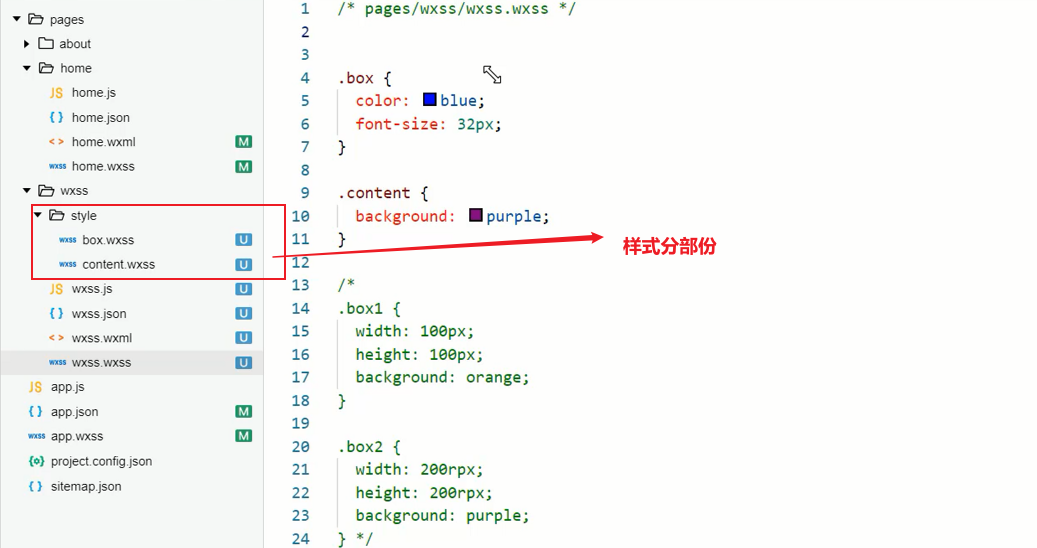 pages
about
home
JS home.js
{ } home.json
< > home.wxml M
wxss home.wxss M
wxss
style
wxss box.wxss U
wxss content.wxss U
JS wxss.js U
{ } wxss.json U
< > wxss.wxml U
wxss wxss.wxss U
JS app.js
{ } app.json M
wxss app.wxss M
{o} project.config.json
{ } sitemap.json
1 /* pages/wxss/wxss.wxss */
2
3
4 .box {
5 color: blue;
6 font-size: 32px;
7 }
8
9 .content {
10 background: purple;
11 }
12
13 /*
14 .box1 {
15 width: 100px;
16 height: 100px;
17 background: orange;
18 }
19
20 .box2 {
21 width: 200rpx;
22 height: 200rpx;
23 background: purple;
24 } */
样式分部份